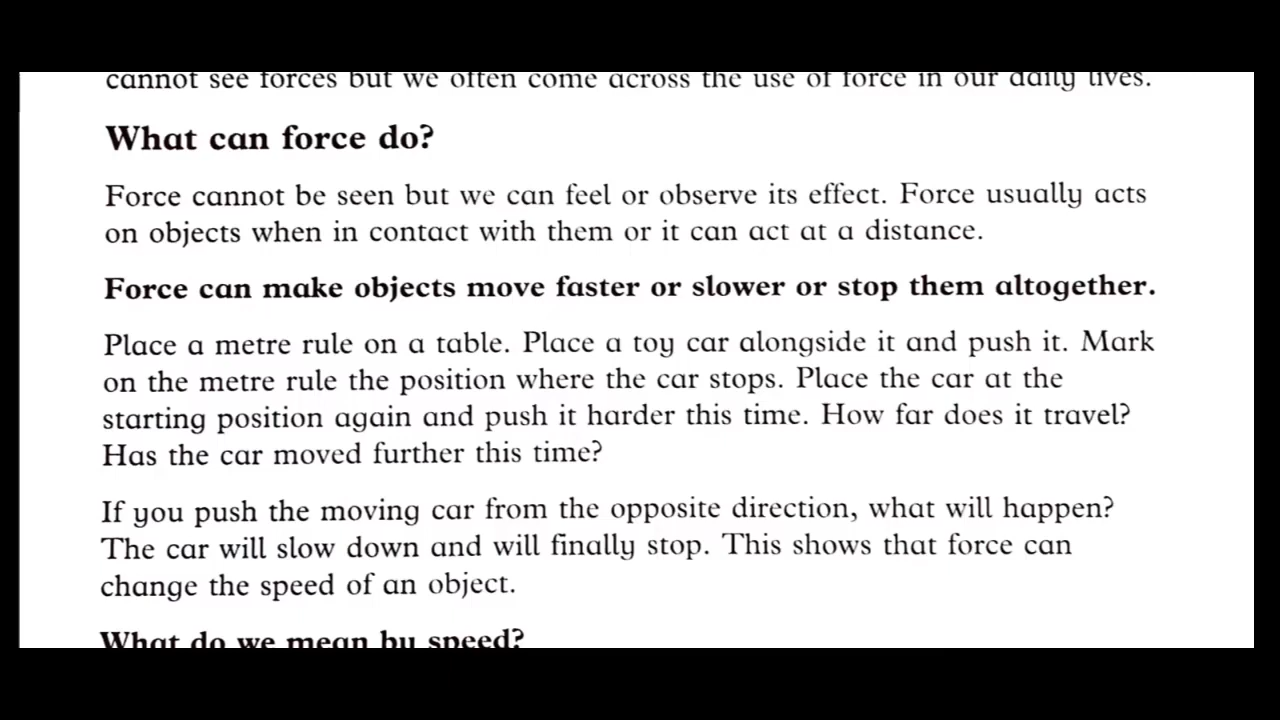 cannot see forces but we often come across the use of force in our daily lives.
What can force do?
Force cannot be seen but we can feel or observe its effect. Force usually acts
on objects when in contact with them or it can act at a distance.
Force can make objects move faster or slower or stop them altogether.
Place a metre rule on a table. Place a toy car alongside it and push it. Mark
on the metre rule the position where the car stops. Place the car at the
starting position again and push it harder this time. How far does it travel?
Has the car moved further this time?
If you push the moving car from the opposite direction, what will happen?
The car will slow down and will finally stop. This shows that force can
change the speed of an object.
What do we mean by speed?